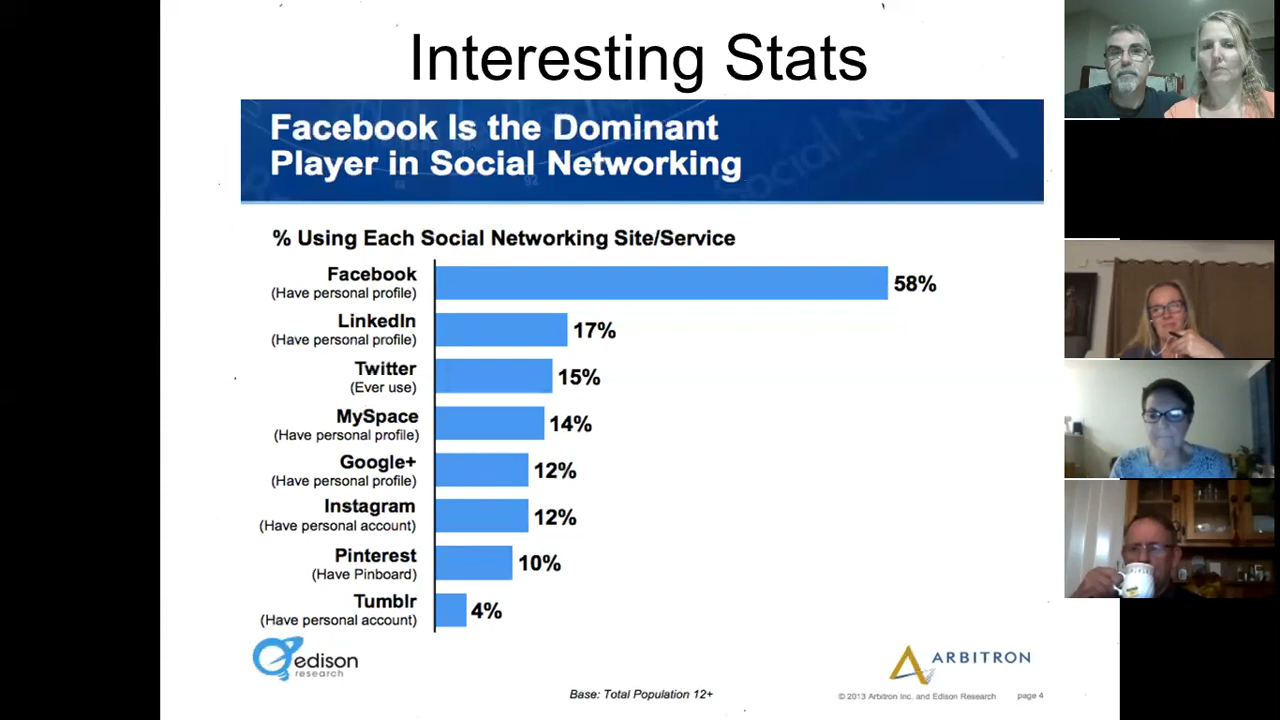 Interesting Stats
Facebook Is the Dominant
Player in Social Networking
% Using Each Social Networking Site/Service
Facebook
(Have personal profile)
58%
LinkedIn
(Have personal profile)
17%
Twitter
(Ever use)
15%
MySpace
(Have personal profile)
14%
Google+
(Have personal profile)
12%
Instagram
(Have personal account)
12%
Pinterest
(Have Pinboard)
10%
Tumblr
(Have personal account)
4%
edison
research
ARBITRON
Base: Total Population 12+
© 2013 Arbitron Inc. and Edison Research
page 4